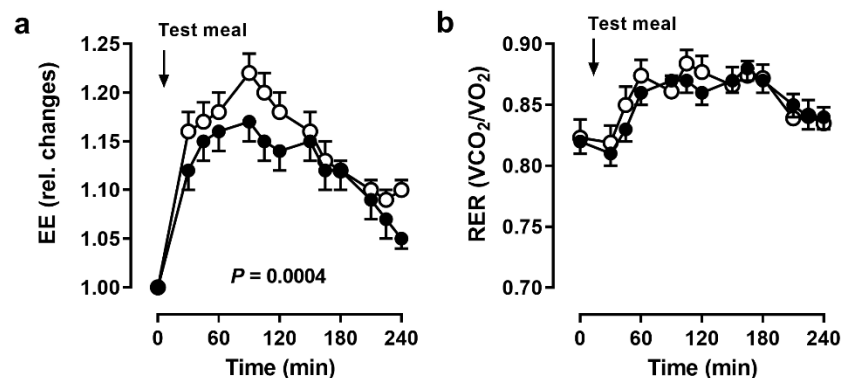 a
Test meal
1.25
1.20
1.15
1.10
1.05
1.00
EE (rel. changes)
P = 0.0004
0 60 120 180 240
Time (min)
b
Test meal
0.90
0.85
0.80
0.75
0.70
RER (VCO₂/VO₂)
0 60 120 180 240
Time (min)